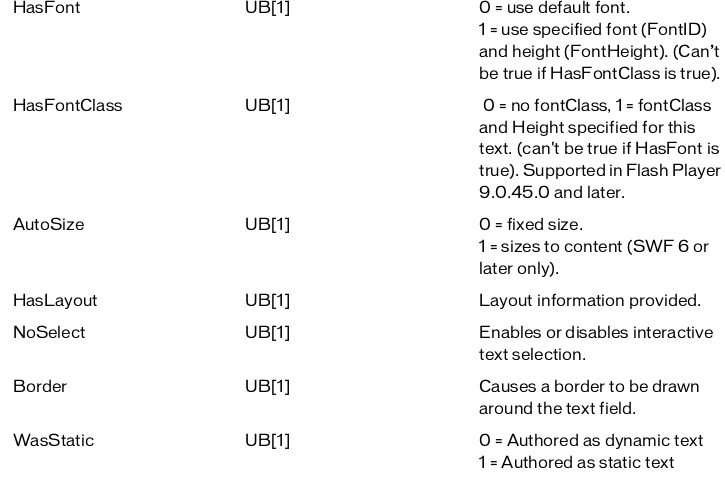 HasFont UB[1] 0 = use default font.
1 = use specified font (FontID)
and height (FontHeight). (Can't
be true if HasFontClass is true).
HasFontClass UB[1] 0 = no fontClass, 1 = fontClass
and Height specified for this
text. (can't be true if HasFont is
true). Supported in Flash Player
9.0.45.0 and later.
AutoSize UB[1] 0 = fixed size.
1 = sizes to content (SWF 6 or
later only).
HasLayout UB[1] Layout information provided.
NoSelect UB[1] Enables or disables interactive
text selection.
Border UB[1] Causes a border to be drawn
around the text field.
WasStatic UB[1] 0 = Authored as dynamic text
1 = Authored as static text